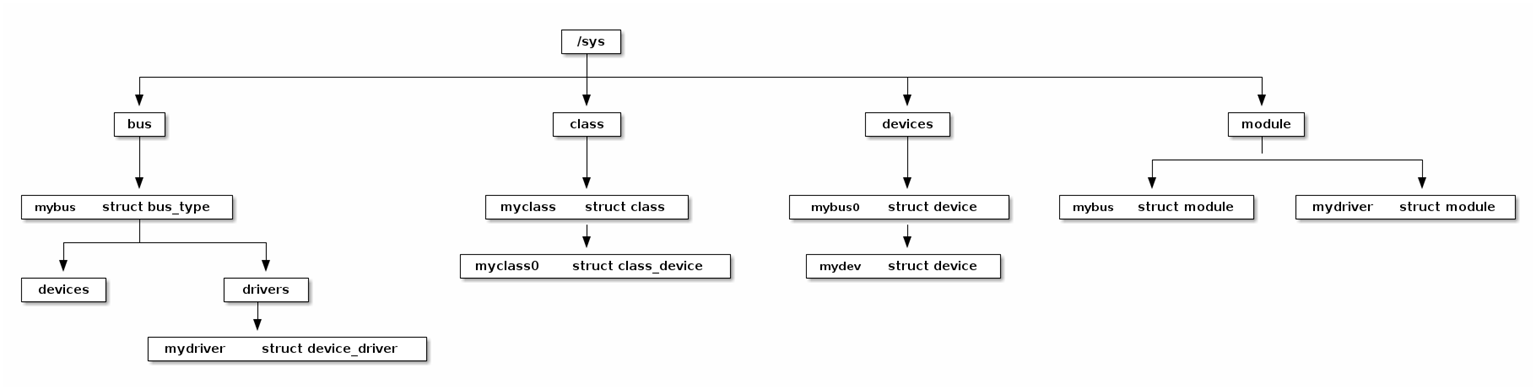 /sys
bus
class
devices
module
mybus struct bus_type
myclass struct class
mybus0 struct device
mybus struct module
mydriver struct module
myclass0 struct class_device
mydev struct device
devices
drivers
mydriver struct device_driver